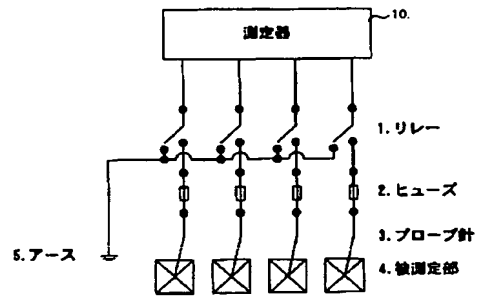 10.
測定器
1.リレー
2.ヒューズ
3.プローブ針
4.被測定部
5.アース